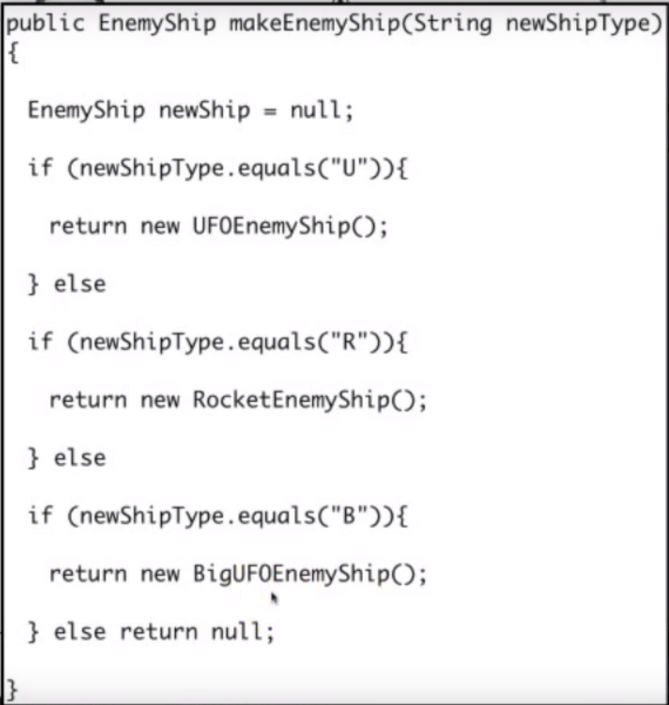 public EnemyShip makeEnemyShip(String newShipType)
{
EnemyShip newShip = null;
if (newShipType.equals("U")){
return new UFOEnemyShip();
} else
if (newShipType.equals("R")){
return new RocketEnemyShip();
} else
if (newShipType.equals("B")){
return new BigUFOEnemyShip();
} else return null;
}